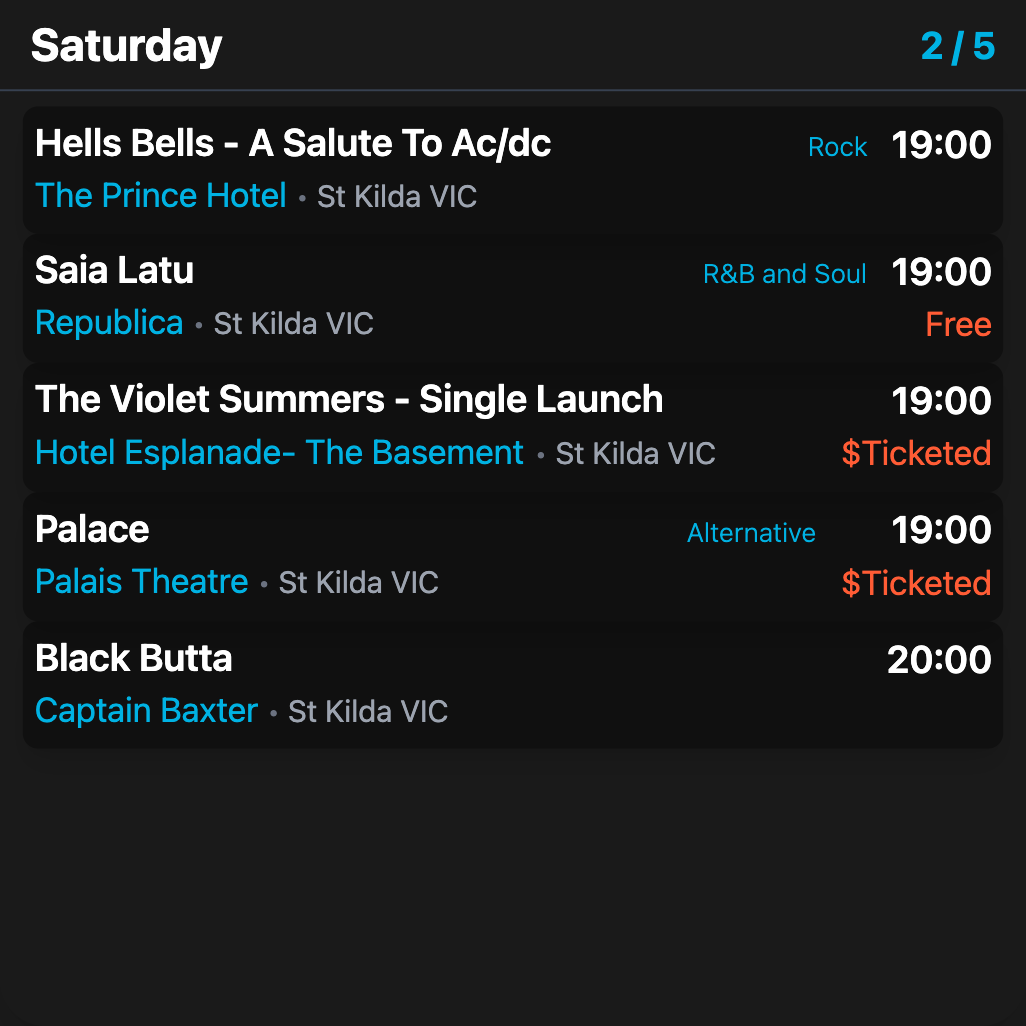 Saturday 2 / 5
Hells Bells - A Salute To Ac/dc Rock 19:00
The Prince Hotel • St Kilda VIC
Saia Latu R&B and Soul 19:00
Republica • St Kilda VIC Free
The Violet Summers - Single Launch 19:00
Hotel Esplanade- The Basement • St Kilda VIC $Ticketed
Palace Alternative 19:00
Palais Theatre • St Kilda VIC $Ticketed
Black Butta 20:00
Captain Baxter • St Kilda VIC